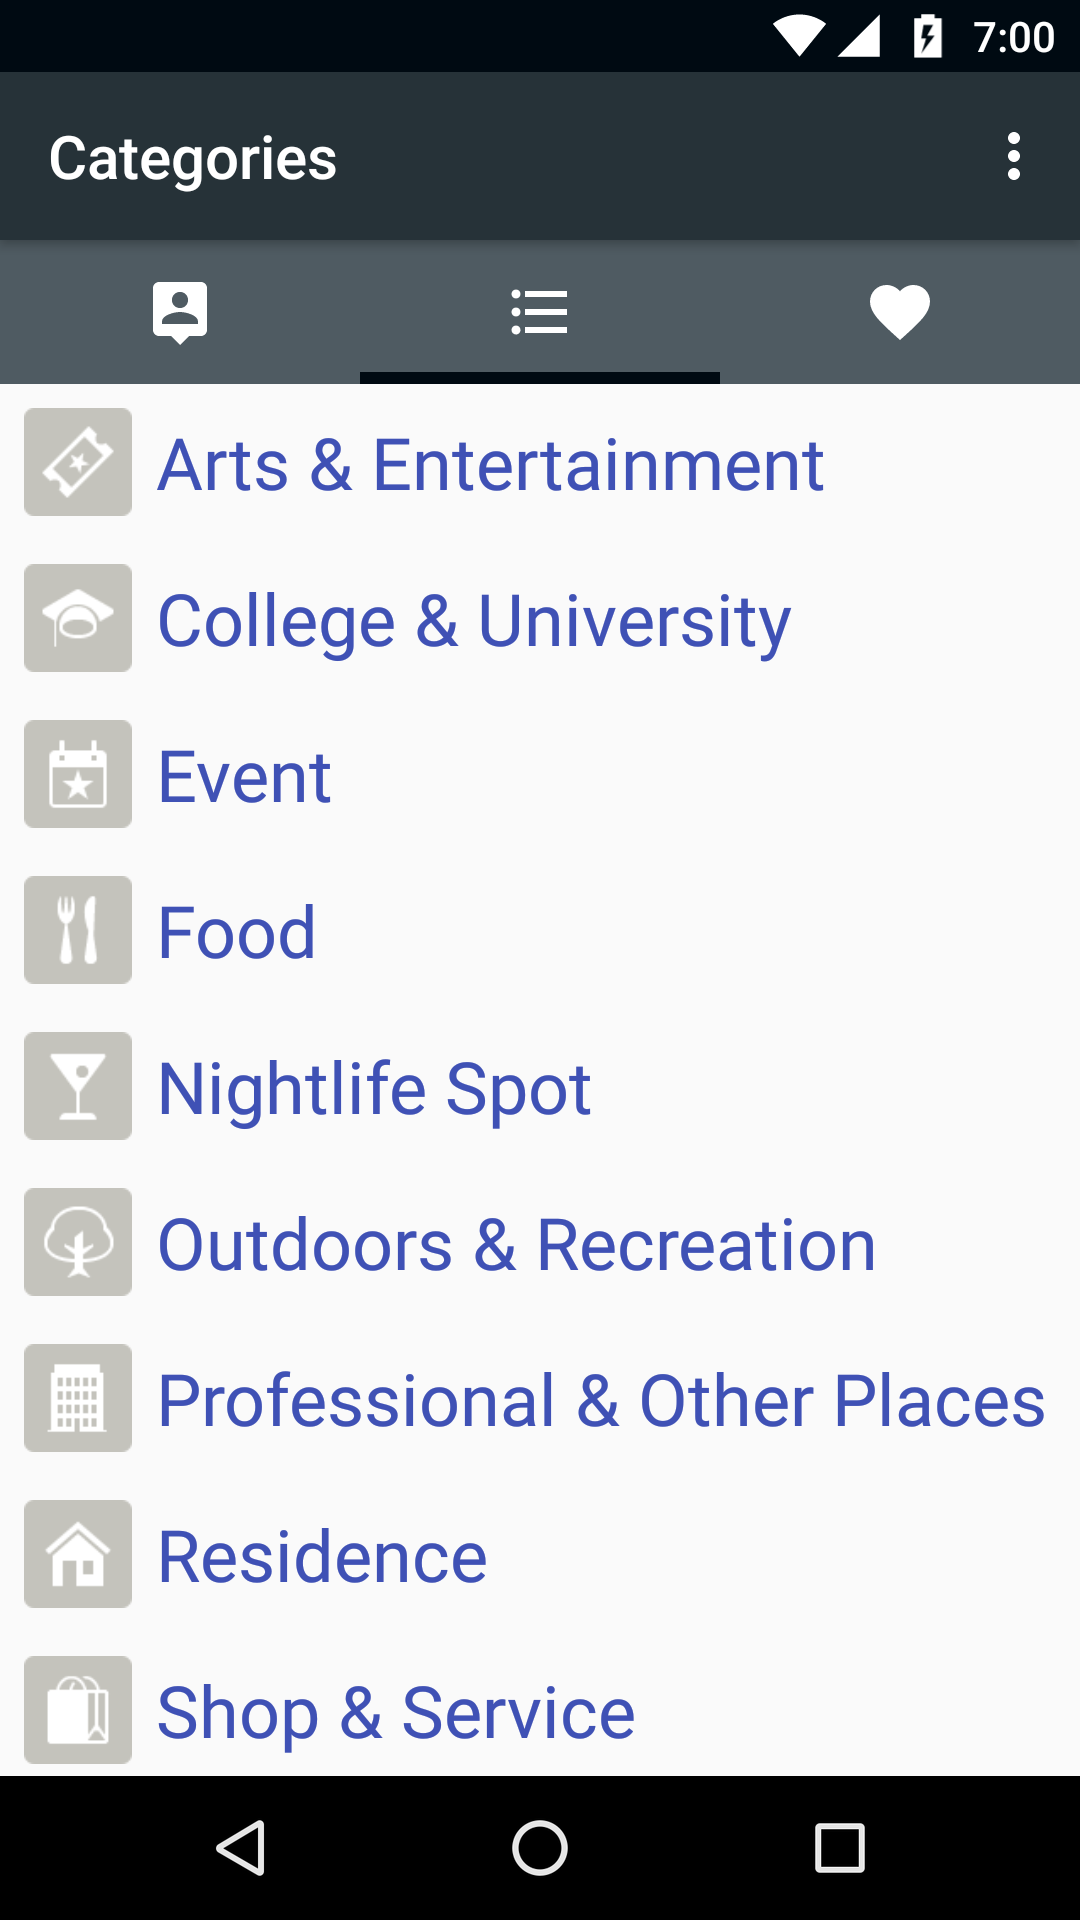 7:00
Categories
Arts & Entertainment
College & University
Event
Food
Nightlife Spot
Outdoors & Recreation
Professional & Other Places
Residence
Shop & Service